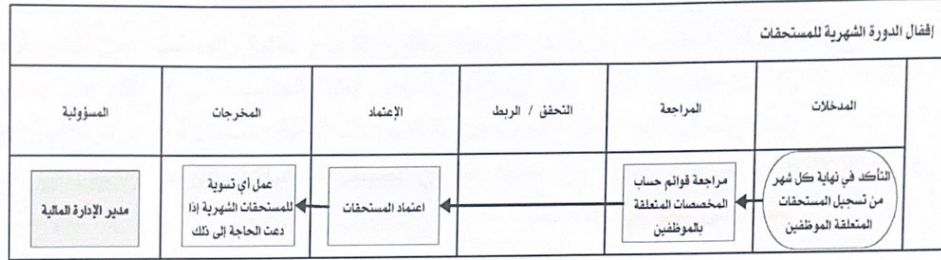 إقفال الدورة الشهرية للمستحقات
المدخلات
المراجعة
التحقق / الربط
الإعتماد
المخرجات
المسؤولية
التأكد في نهاية كل شهر
من تسجيل المستحقات
المتعلقة الموظفين
مراجعة قوائم حساب
المخصصات المتعلقة
بالموظفين
اعتماد المستحقات
عمل أي تسوية
للمستحقات الشهرية إذا
دعت الحاجة إلى ذلك
مدير الإدارة المالية